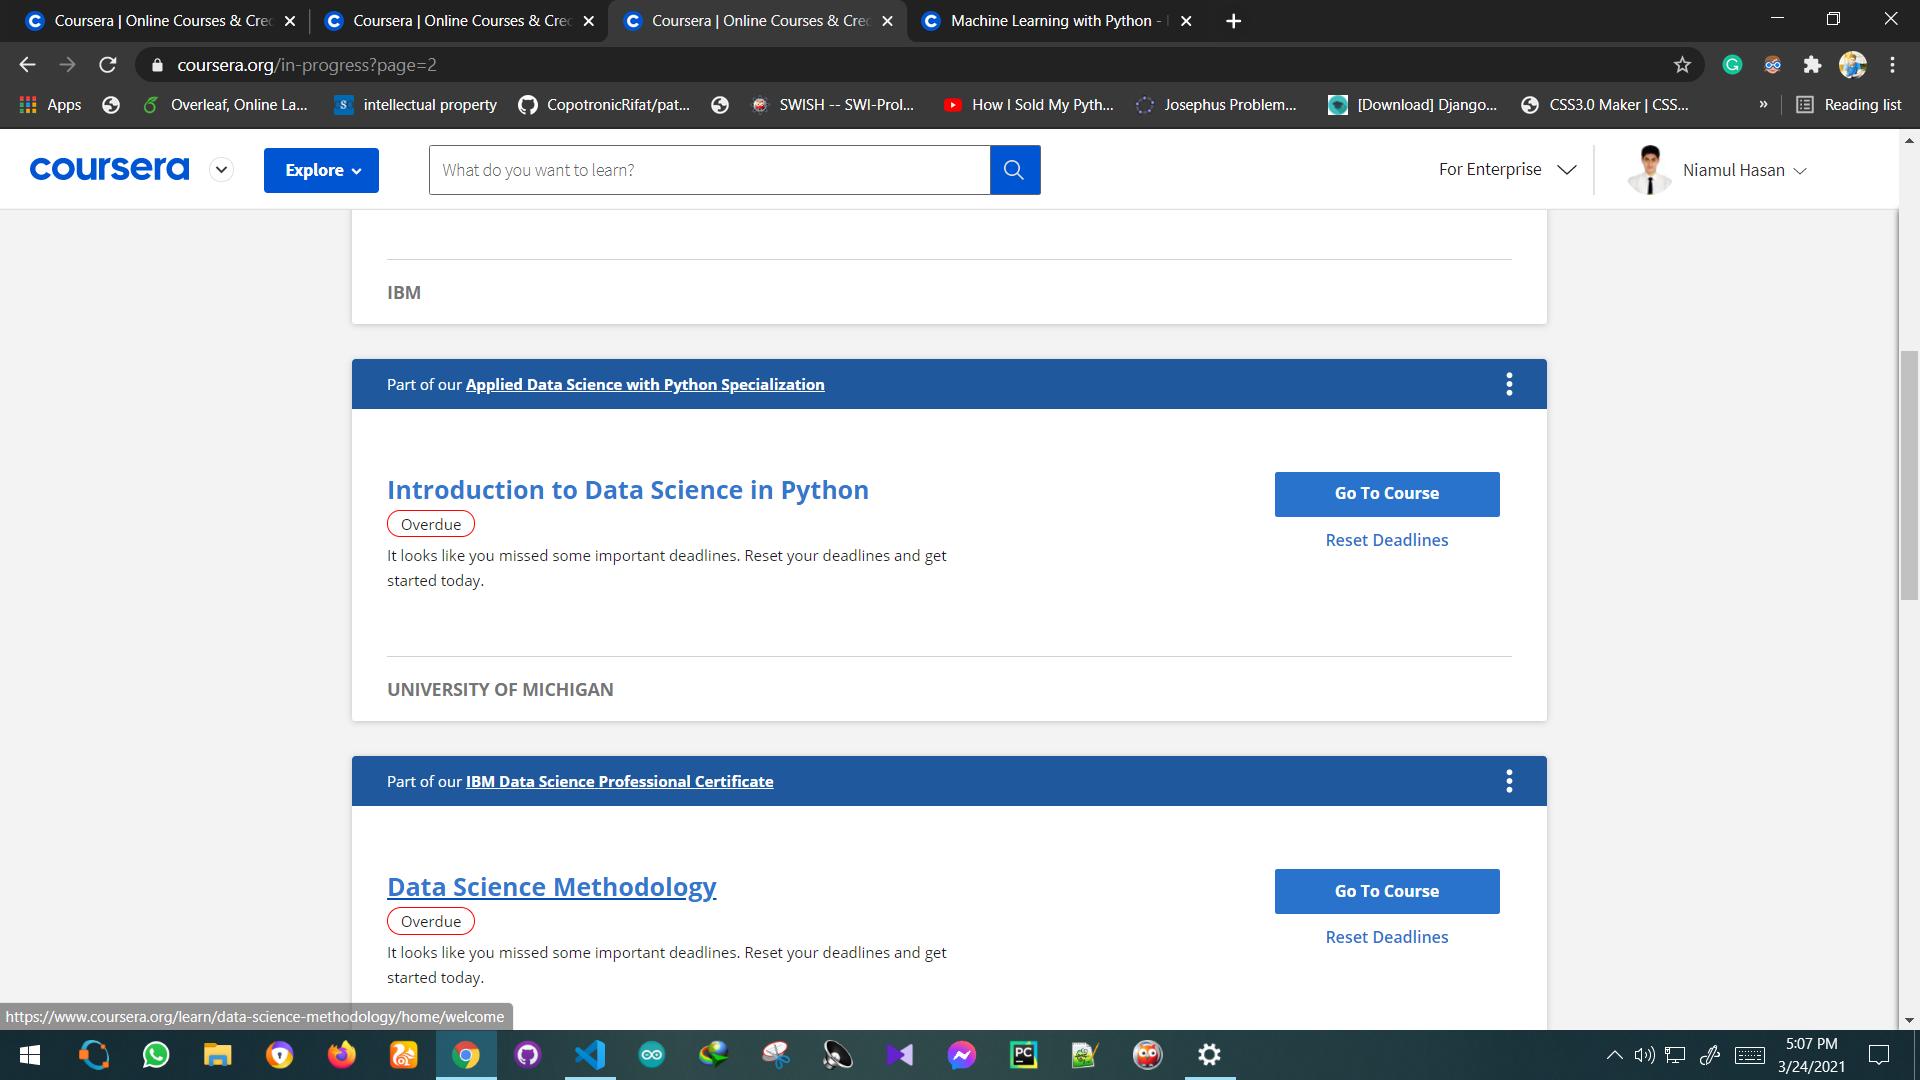 Coursera | Online Courses & Cre
Coursera | Online Courses & Cre
Coursera | Online Courses & Cre
Machine Learning with Python -
coursera.org/in-progress?page=2
Apps
Overleaf, Online La...
intellectual property
CopotronicRifat/pat...
SWISH -- SWI-Prol...
How I Sold My Pyth...
Josephus Problem...
[Download] Django...
CSS3.0 Maker | CSS...
»
Reading list
coursera
Explore
What do you want to learn?
For Enterprise
Niamul Hasan
IBM
Part of our Applied Data Science with Python Specialization
Introduction to Data Science in Python
Go To Course
Overdue
Reset Deadlines
It looks like you missed some important deadlines. Reset your deadlines and get
started today.
UNIVERSITY OF MICHIGAN
Part of our IBM Data Science Professional Certificate
Data Science Methodology
Go To Course
Overdue
Reset Deadlines
It looks like you missed some important deadlines. Reset your deadlines and get
started today.
https://www.coursera.org/learn/data-science-methodology/home/welcome
5:07 PM
3/24/2021